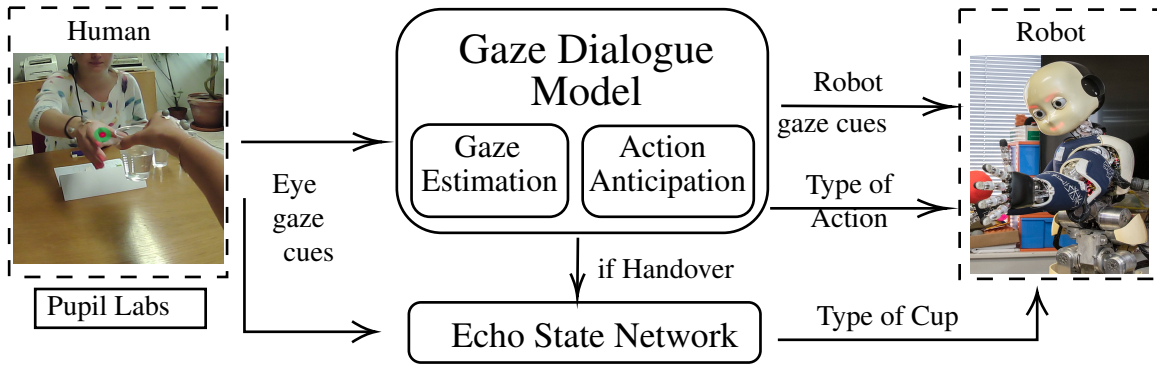 Human
Pupil Labs
Eye
gaze
cues
Gaze Dialogue
Model
Gaze
Estimation
Action
Anticipation
if Handover
Echo State Network
Robot
gaze cues
Type of
Action
Type of Cup
Robot